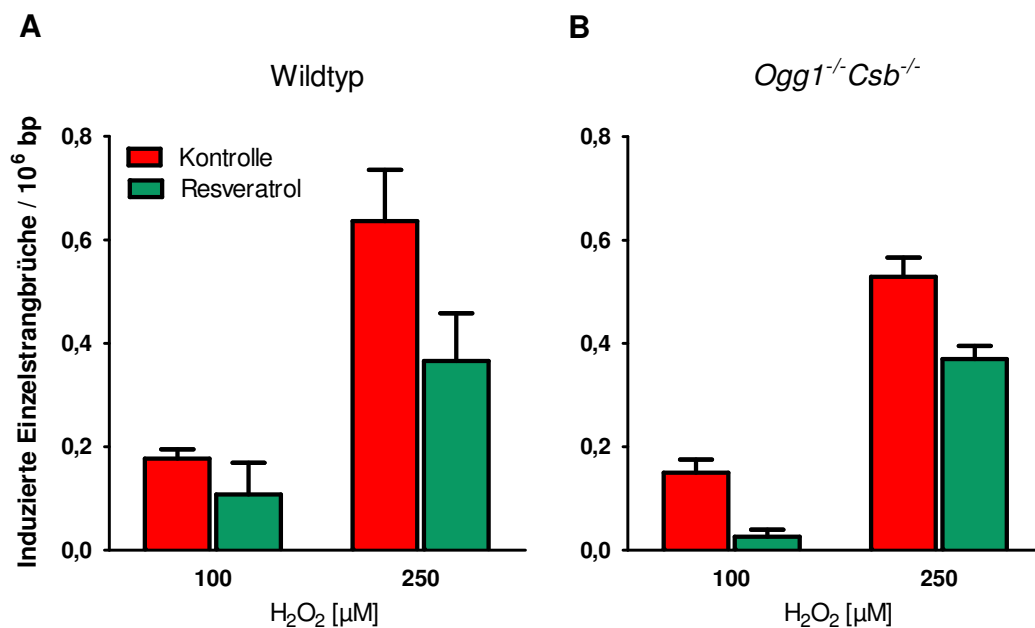 A
Wildtyp
Induzierte Einzelstrangbrüche / 10⁶ bp
0,8
0,6
0,4
0,2
0,0
Kontrolle
Resveratrol
100
250
H₂O₂ [µM]
B
Ogg1⁻/⁻Csb⁻/⁻
0,8
0,6
0,4
0,2
0,0
100
250
H₂O₂ [µM]